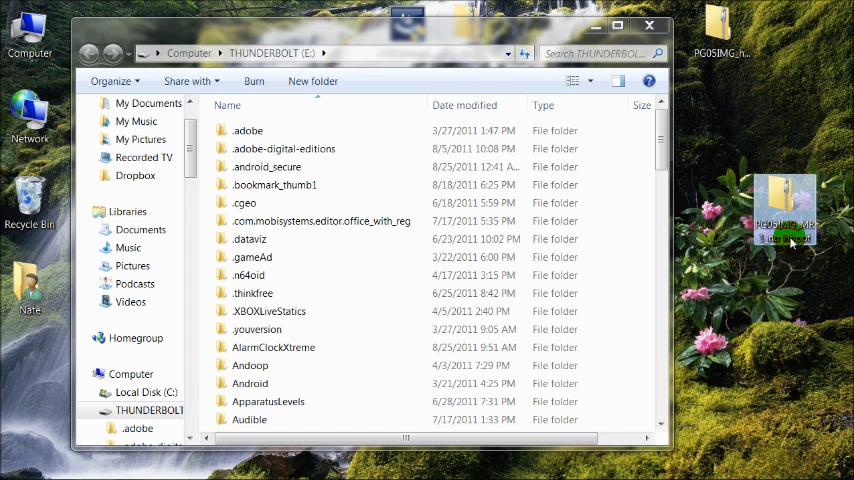 Computer
Network
Recycle Bin
Nate
PG05IMG_n...
Computer
THUNDERBOLT (E:)
Search THUNDERBOL...
Organize
Share with
Burn
New folder
Name
Date modified
Type
Size
My Documents
My Music
My Pictures
Recorded TV
Dropbox
Libraries
Documents
Music
Pictures
Podcasts
Videos
Homegroup
Computer
Local Disk (C:)
THUNDERBOLT
.adobe
.adobe 3/27/2011 1:47 PM File folder
.adobe-digital-editions 8/5/2011 10:08 PM File folder
.android_secure 8/25/2011 12:41 A... File folder
.bookmark_thumb1 8/18/2011 6:25 PM File folder
.cgeo 6/18/2011 5:59 PM File folder
.com.mobisystems.editor.office_with_reg 7/17/2011 5:35 PM File folder
.dataviz 6/23/2011 10:02 PM File folder
.gameAd 3/22/2011 6:00 PM File folder
.n64oid 4/17/2011 3:15 PM File folder
.thinkfree 6/25/2011 8:42 PM File folder
.XBOXLiveStatics 4/5/2011 2:40 PM File folder
.youversion 3/27/2011 9:05 AM File folder
AlarmClockXtreme 8/25/2011 9:51 AM File folder
Andoop 4/3/2011 7:29 PM File folder
Android 3/21/2011 4:25 PM File folder
ApparatusLevels 6/28/2011 7:31 PM File folder
Audible 7/17/2011 1:33 PM File folder